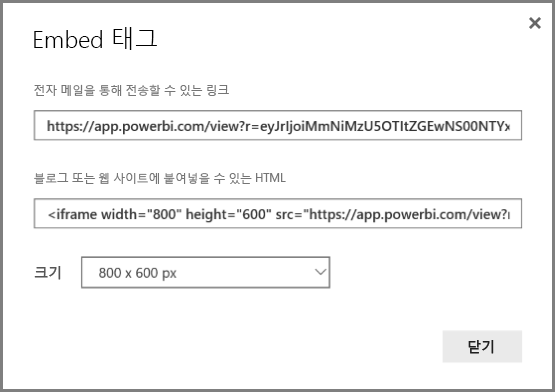 Embed 태그
전자 메일을 통해 전송할 수 있는 링크
https://app.powerbi.com/view?r=eyJrIjoiMmNiMzU5OTItZGEwNS00NTYx
블로그 또는 웹 사이트에 붙여넣을 수 있는 HTML
<iframe width="800" height="600" src="https://app.powerbi.com/view?r
크기 800 x 600 px
닫기